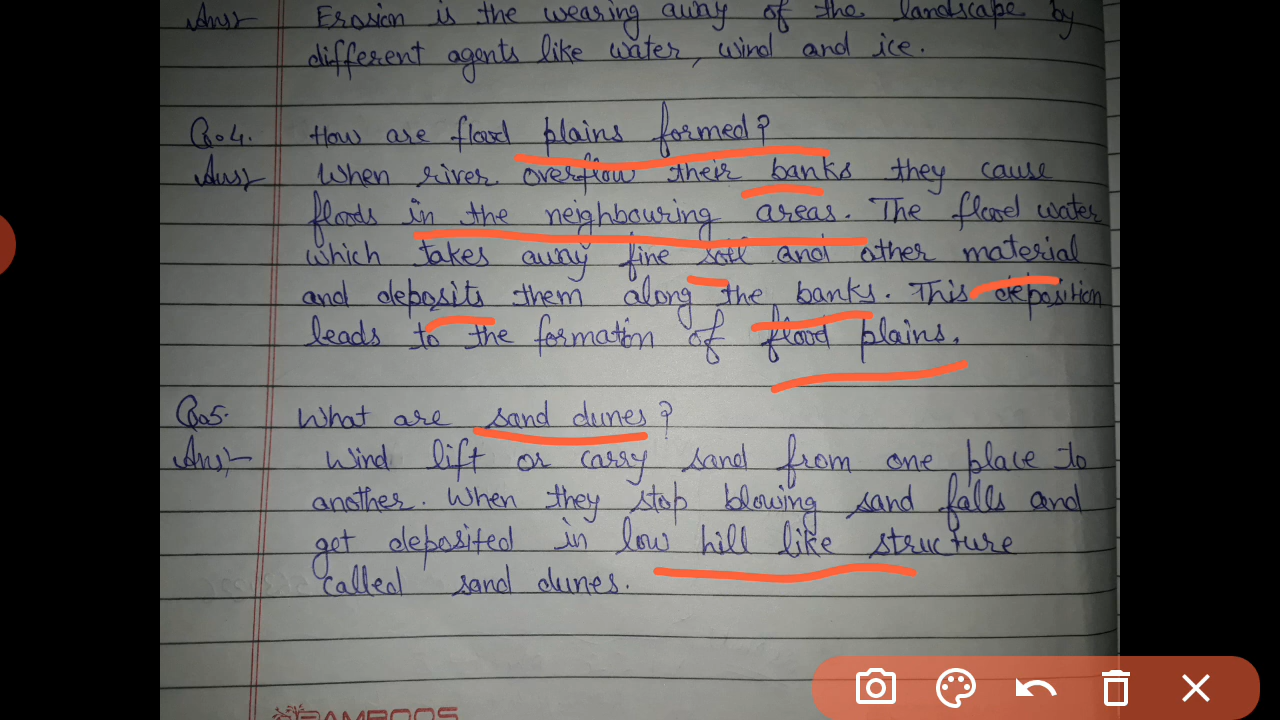 Ans Erosion is the wearing away of the landscape by
different agents like water, wind and ice.
Q.04. How are flood plains formed?
Ans When river overflow their banks they cause
floods in the neighbouring areas. The flood water
which takes away fine soil and other material
and deposits them along the banks. This deposition
leads to the formation of flood plains.
Q.05. What are sand dunes?
Ans Wind lift or carry sand from one place to
another. When they stop blowing sand falls and
get deposited in low hill like structure
called sand dunes.